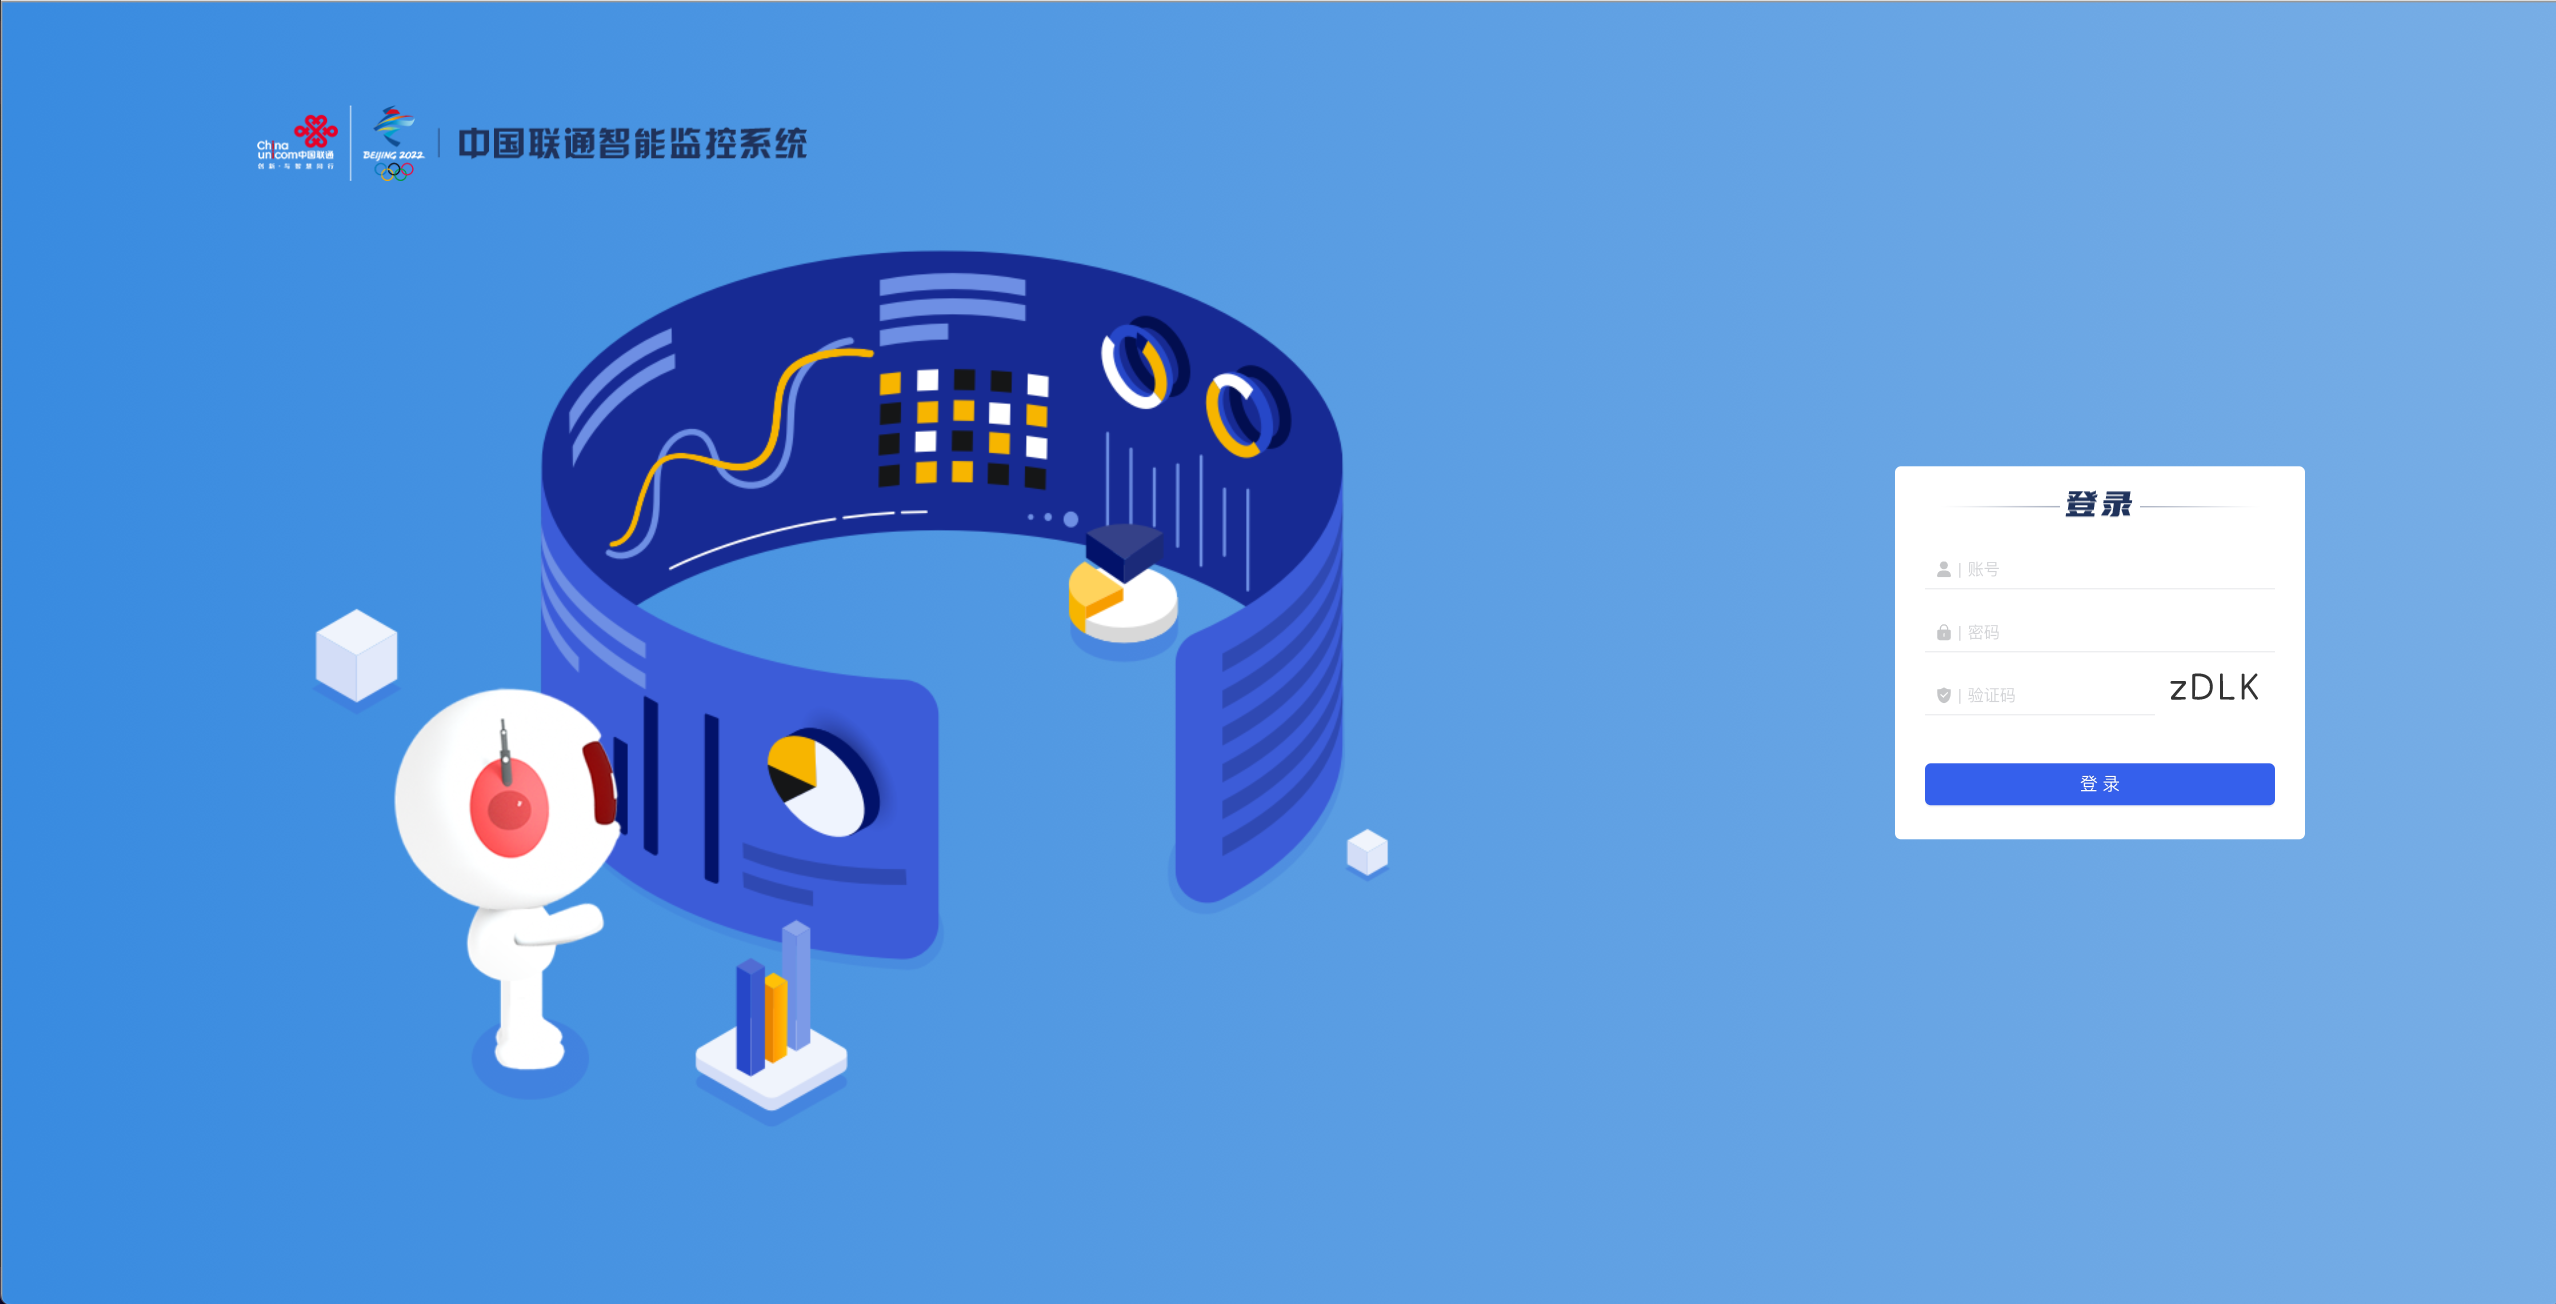 China
unicom中国联通
创新·与智慧同行
BEIJING 2022
中国联通智能监控系统
登录
账号
密码
验证码
zDLK
登 录